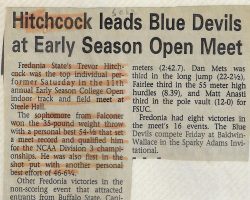 Hitchcock leads Blue Devils
at Early Season Open Meet
Fredonia State's Trevor Hitch-
cock was the top individual per-
former Saturday in the 11th
annual Early Season College Open
indoor track and field meet at
Steele Hall.
The sophomore from Falconer
won the 35-pound weight throw
with a personal best 54-¼ that set
a meet record and qualified him
for the NCAA Division 3 champ-
ionships. He was also first in the
shot put with another personal
best effort of 46-6¼.
Other Fredonia victories in the
non-scoring event that attracted
entrants from Buffalo State, Cani-
meters (2:42.7). Dan Mets was
third in the long jump (22-2½),
Fairlee third in the 55 meter high
hurdles (8.39), and Matt Anasuc
third in the pole vault (12-0) for
FSUC.
Fredonia had eight victories in
the meet's 16 events. The Blue
Devils compete Friday at Baldwin-
Wallace in the Sparky Adams
Invitational.